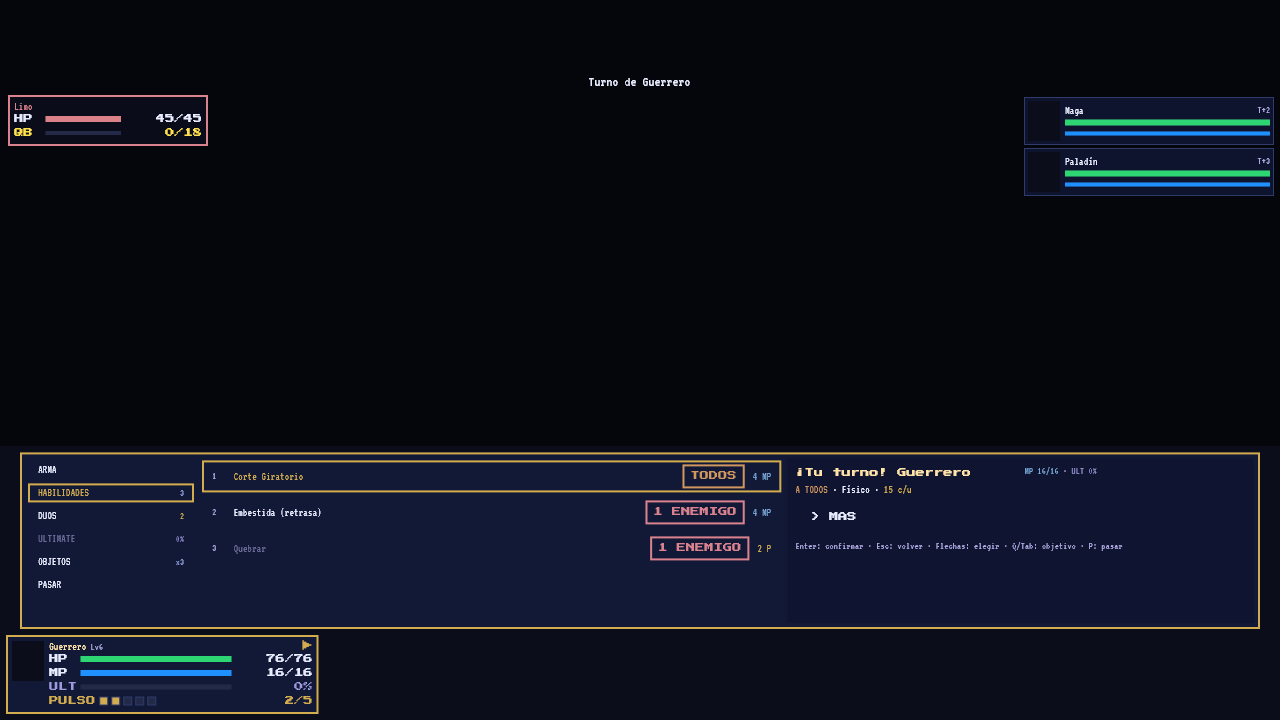 Turno de Guerrero
Limo
HP 45/45
QB 0/18
Maga T+2
Paladin T+3
ARMA
HABILIDADES 3
DUOS 2
ULTIMATE 0%
OBJETOS x3
PASAR
1 Corte Giratorio TODOS 4 MP
2 Embestida (retrasa) 1 ENEMIGO 4 MP
3 Quebrar 1 ENEMIGO 2 P
¡Tu turno! Guerrero MP 16/16 · ULT 0%
A TODOS · Físico · 15 c/u
> MAS
Enter: confirmar · Esc: volver · Flechas: elegir · Q/Tab: objetivo · P: pasar
Guerrero Lv6
HP 76/76
MP 16/16
ULT 0%
PULSO 2/5